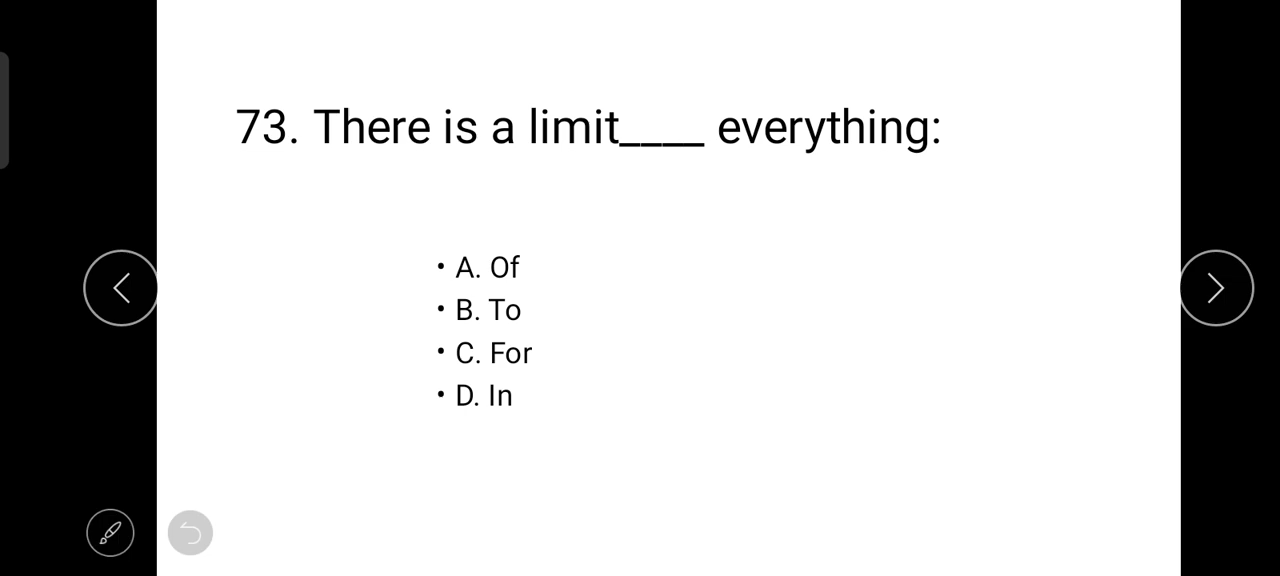 73. There is a limit____ everything:
• A. Of
• B. To
• C. For
• D. In